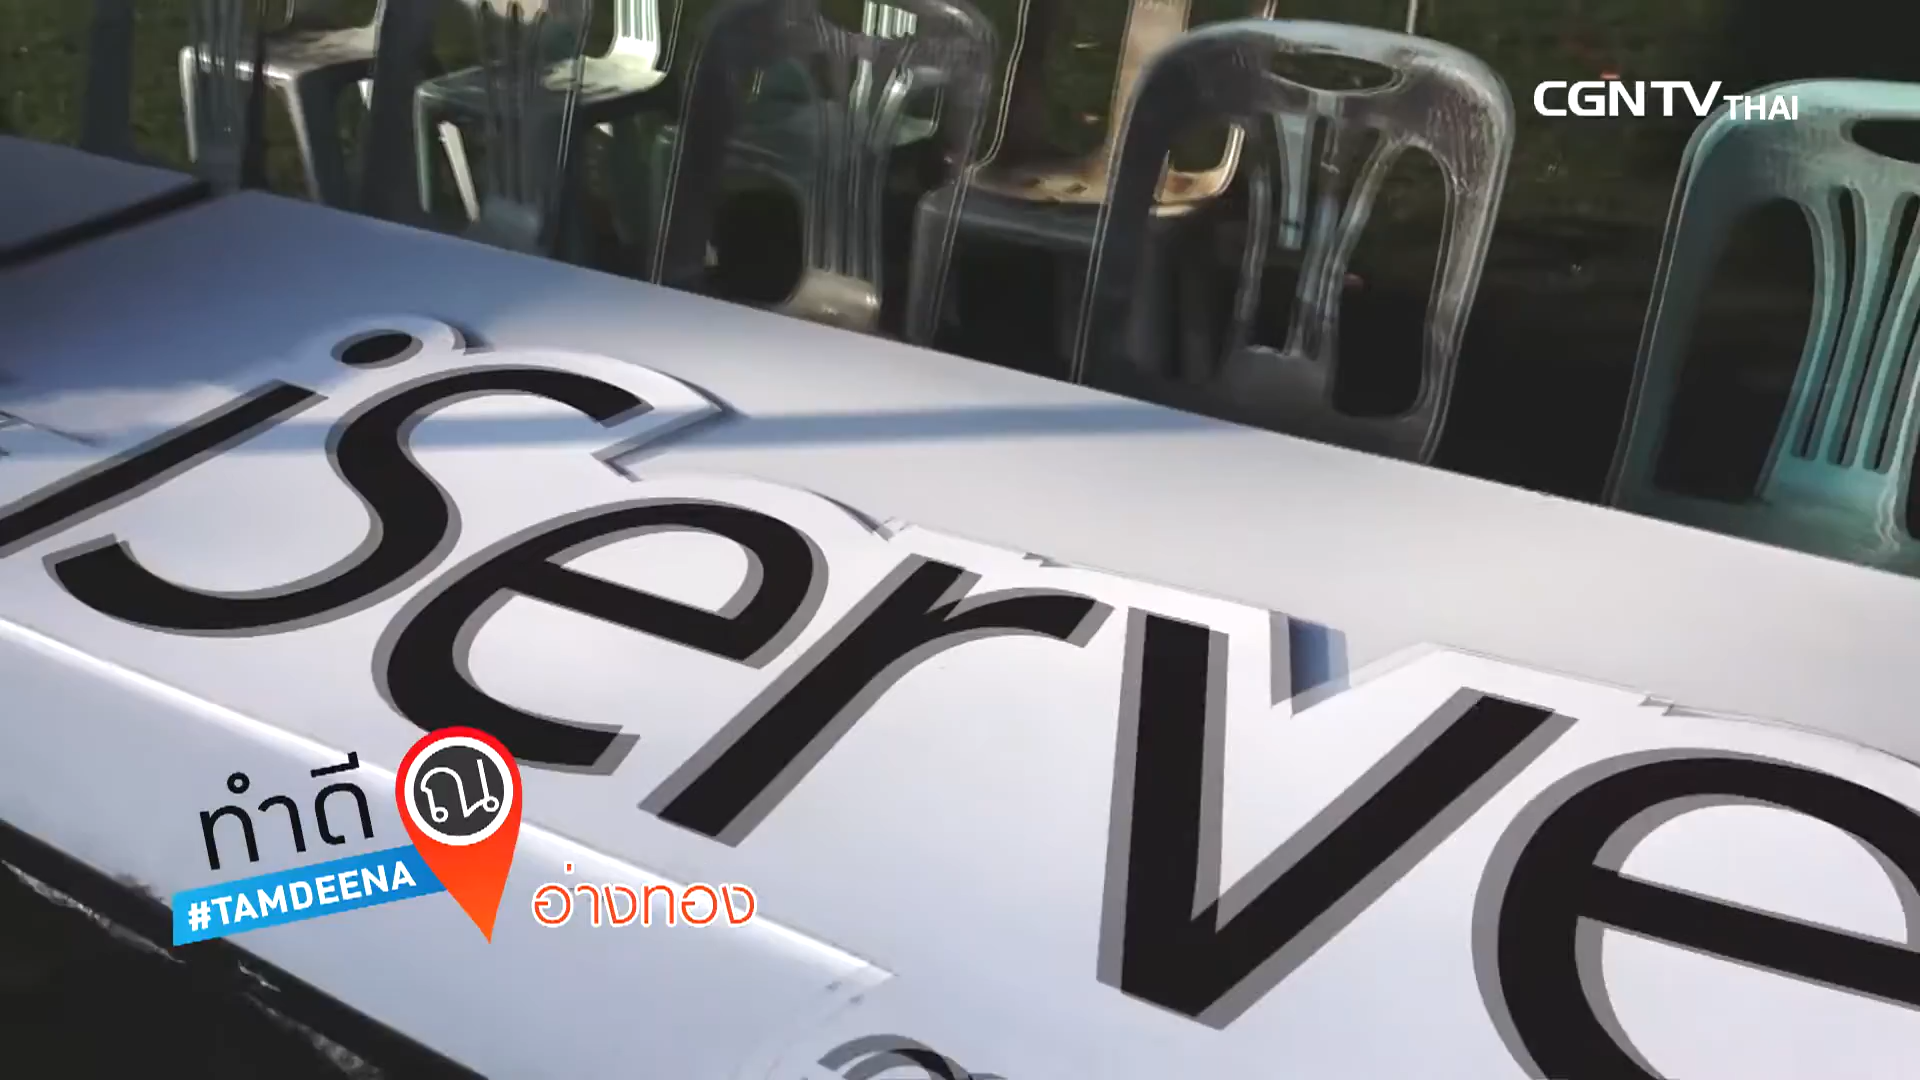 CGNTV THAI
iServe
ทำดี ณ
#TAMDEENA
อ่างทอง